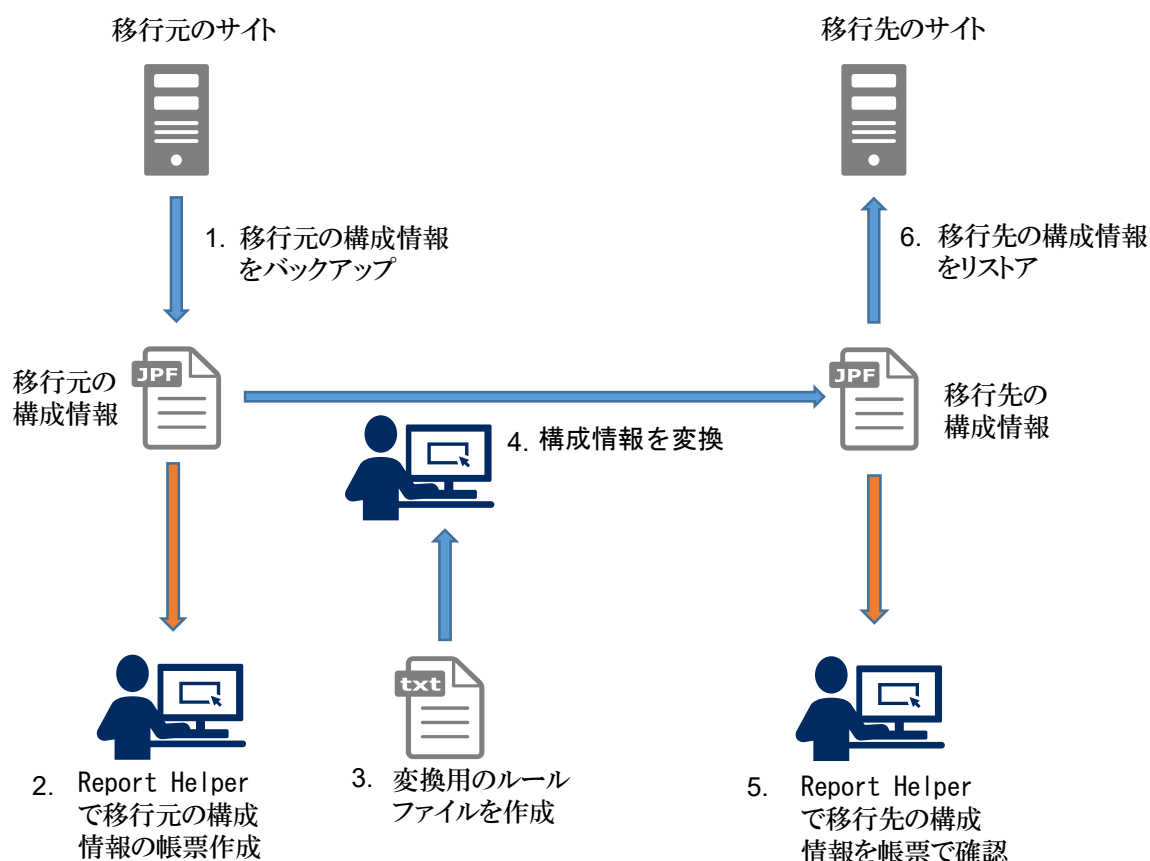 移行元のサイト
移行先のサイト
1. 移行元の構成情報
をバックアップ
6. 移行先の構成情報
をリストア
JPF
移行元の
構成情報
JPF
移行先の
構成情報
4. 構成情報を変換
txt
2. Report Helper
で移行元の構成
情報の帳票作成
3. 変換用のルール
ファイルを作成
5. Report Helper
で移行先の構成
情報を帳票で確認